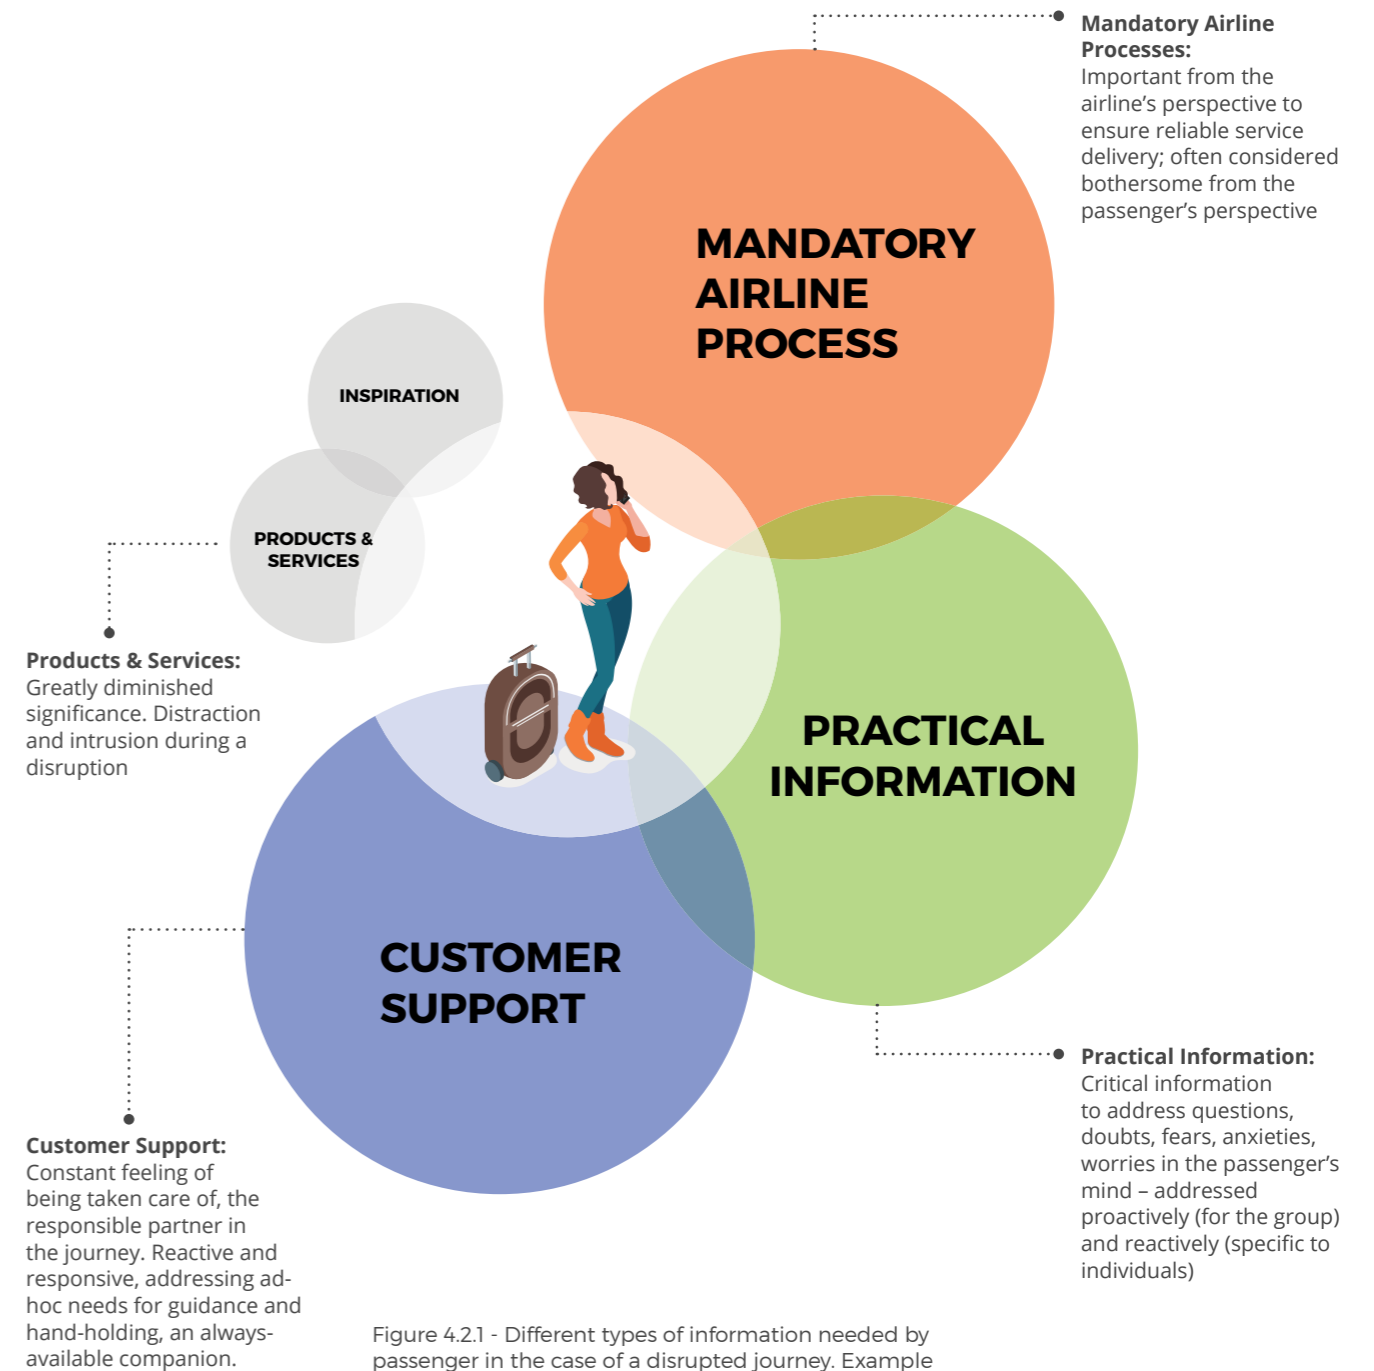 Mandatory Airline
Processes:
Important from the
airline’s perspective to
ensure reliable service
delivery; often considered
bothersome from the
passenger’s perspective
MANDATORY
AIRLINE
PROCESS
INSPIRATION
PRODUCTS &
SERVICES
Products & Services:
Greatly diminished
significance. Distraction
and intrusion during a
disruption
PRACTICAL
INFORMATION
CUSTOMER
SUPPORT
Practical Information:
Critical information
to address questions,
doubts, fears, anxieties,
worries in the passenger’s
mind – addressed
proactively (for the group)
and reactively (specific to
individuals)
Customer Support:
Constant feeling of
being taken care of, the
responsible partner in
the journey. Reactive and
responsive, addressing ad-
hoc needs for guidance and
hand-holding, an always-
available companion.
Figure 4.2.1 - Different types of information needed by
passenger in the case of a disrupted journey. Example